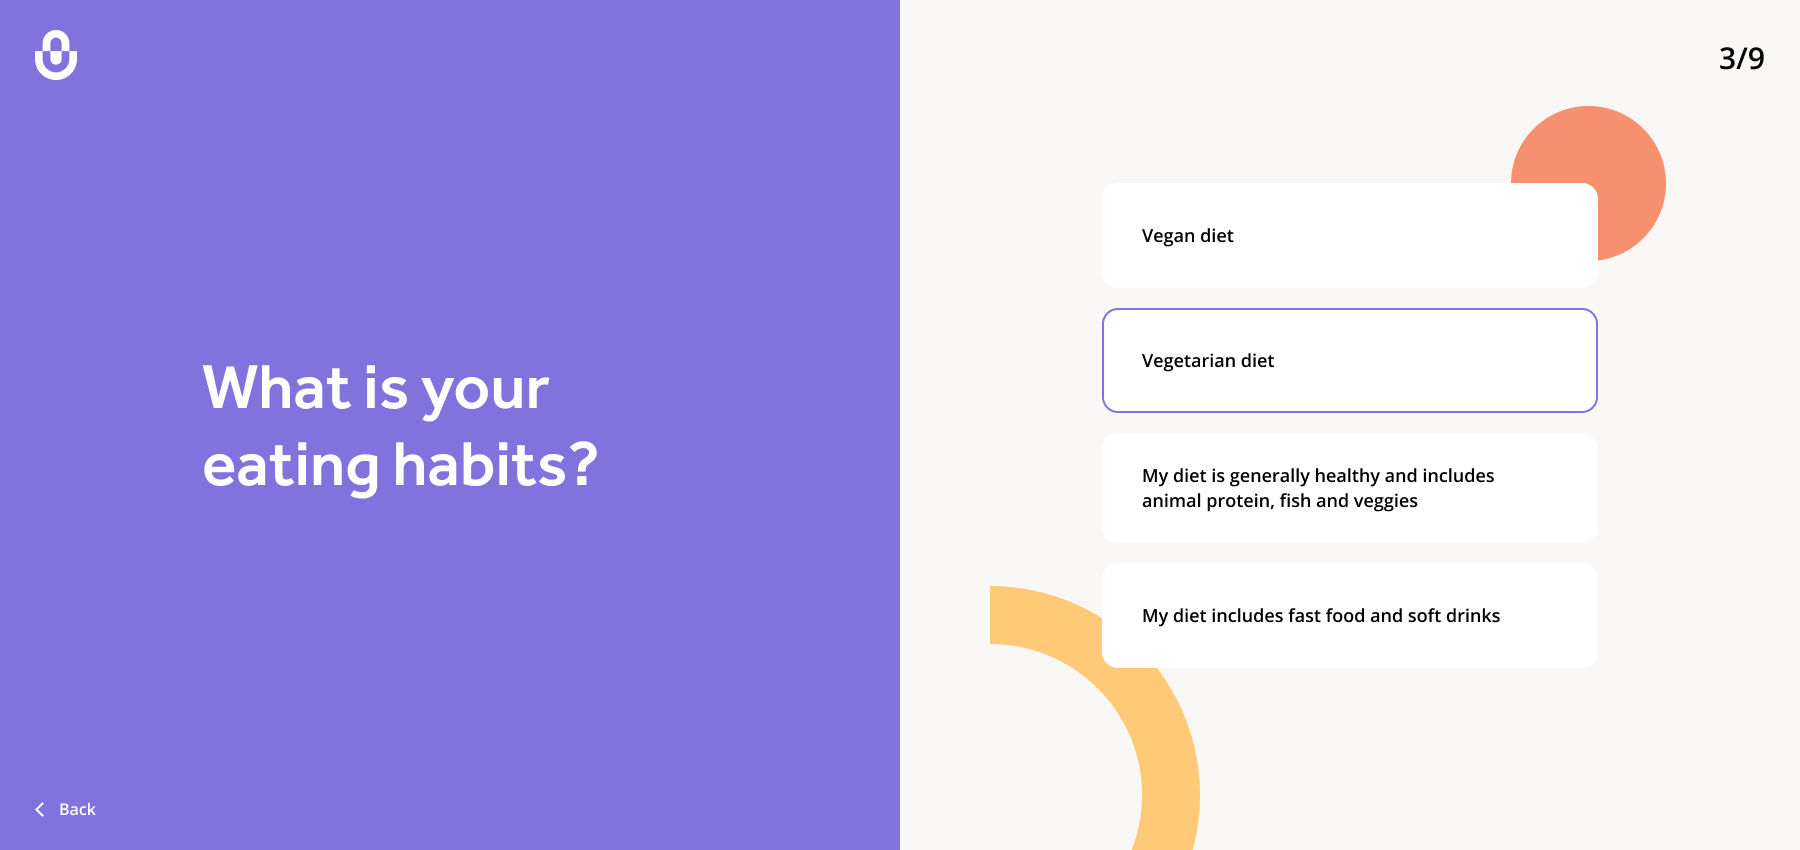 What is your
eating habits?
Back
3/9
Vegan diet
Vegetarian diet
My diet is generally healthy and includes
animal protein, fish and veggies
My diet includes fast food and soft drinks